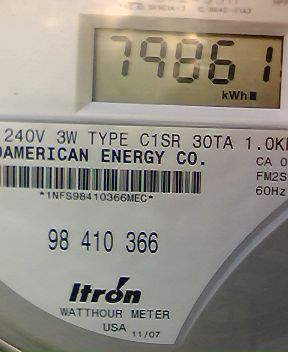 79861
kWh
240V 3W TYPE C1SR 30TA 1.0K
AMERICAN ENERGY CO.
CA 0
FM2S
60Hz
*1NFS98410366MEC*
98 410 366
Itron
WATTHOUR METER
USA 11/07